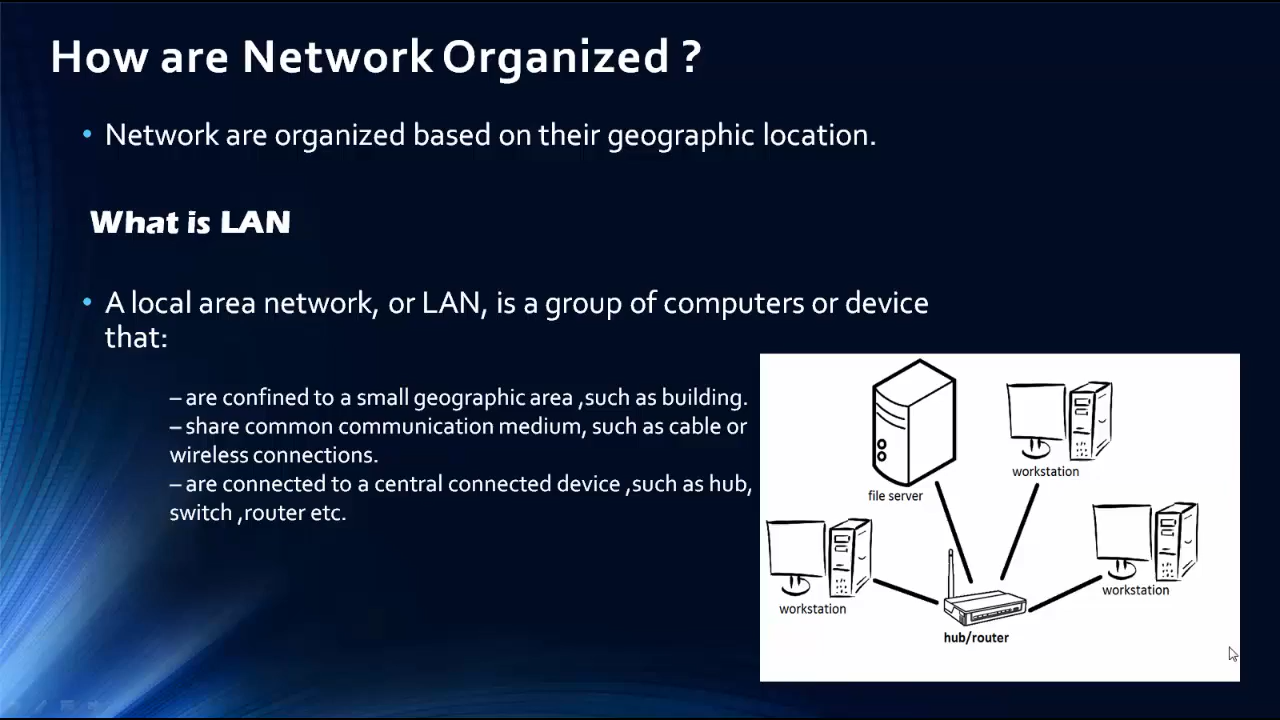 How are Network Organized ?
• Network are organized based on their geographic location.
What is LAN
• A local area network, or LAN, is a group of computers or device
that:
– are confined to a small geographic area ,such as building.
– share common communication medium, such as cable or
wireless connections.
– are connected to a central connected device ,such as hub,
switch ,router etc.
file server
workstation
workstation
workstation
hub/router